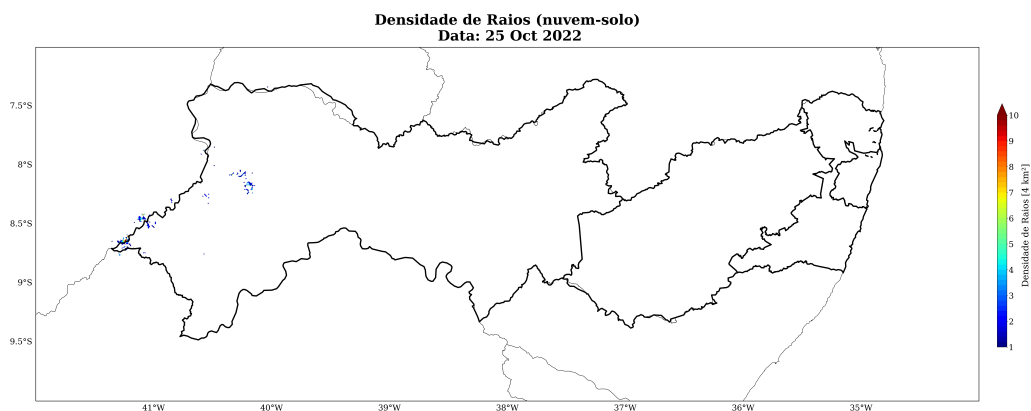 Densidade de Raios (nuvem-solo)
Data: 25 Oct 2022
7.5°S
8°S
8.5°S
9°S
9.5°S
41°W
40°W
39°W
38°W
37°W
36°W
35°W
10
9
8
7
6
5
4
3
2
1
Densidade de Raios [4 km²]